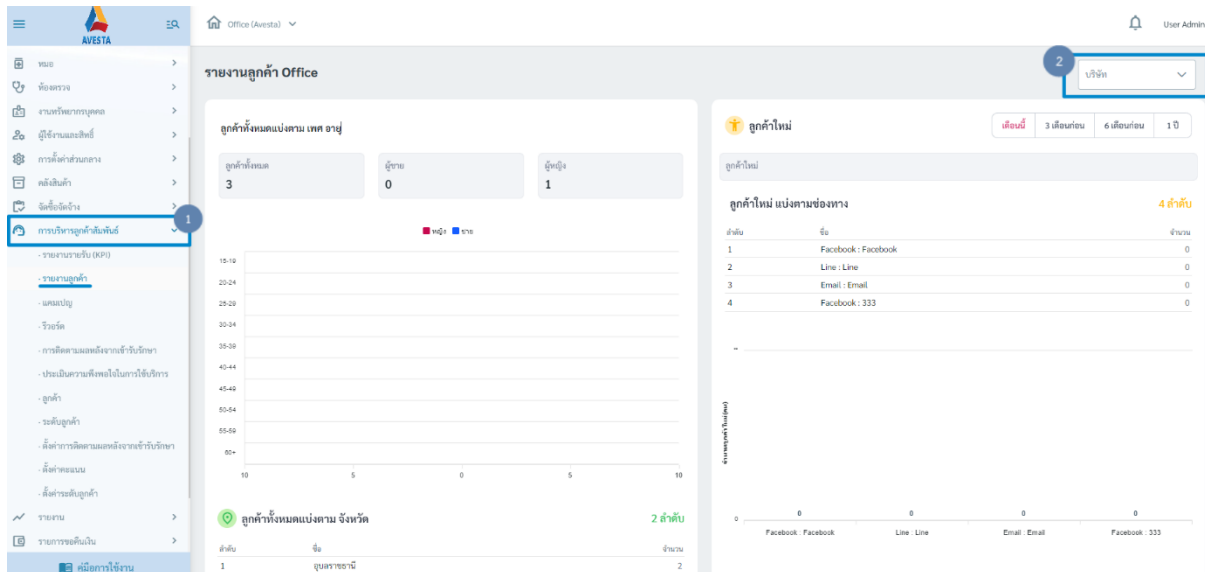 AVESTA
Office (Avesta)
User Admin
หมอ
ห้องตรวจ
งานทรัพยากรบุคคล
ผู้ใช้งานและสิทธิ์
การตั้งค่าส่วนกลาง
คลังสินค้า
จัดซื้อจัดจ้าง
1
การบริหารลูกค้าสัมพันธ์
- รายงานรายรับ (KPI)
- รายงานลูกค้า
- แคมเปญ
- รีวอร์ด
- การติดตามผลหลังจากเข้ารับรักษา
- ประเมินความพึงพอใจในการใช้บริการ
- ลูกค้า
- ระดับลูกค้า
- ตั้งค่าการติดตามผลหลังจากเข้ารับรักษา
- ตั้งค่าคะแนน
- ตั้งค่าระดับลูกค้า
รายงาน
รายการขอคืนเงิน
คู่มือการใช้งาน
รายงานลูกค้า Office
2
บริษัท
ลูกค้าทั้งหมดแบ่งตาม เพศ อายุ
ลูกค้าทั้งหมด ผู้ชาย ผู้หญิง
3 0 1
หญิง ชาย
15-19
20-24
25-29
30-34
35-39
40-44
45-49
50-54
55-59
60+
10 5 0 5 10
ลูกค้าทั้งหมดแบ่งตาม จังหวัด 2 ลำดับ
ลำดับ ชื่อ จำนวน
1 อุบลราชธานี 2
ลูกค้าใหม่ เดือนนี้ 3 เดือนก่อน 6 เดือนก่อน 1 ปี
ลูกค้าใหม่
ลูกค้าใหม่ แบ่งตามช่องทาง 4 ลำดับ
ลำดับ ชื่อ จำนวน
1 Facebook : Facebook 0
2 Line : Line 0
3 Email : Email 0
4 Facebook : 333 0
จำนวนลูกค้าใหม่(คน)
0 0 0 0
0
Facebook : Facebook Line : Line Email : Email Facebook : 333